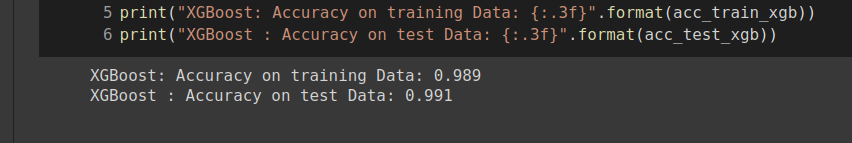 5 print("XGBoost: Accuracy on training Data: {:.3f}".format(acc_train_xgb))
6 print("XGBoost : Accuracy on test Data: {:.3f}".format(acc_test_xgb))
XGBoost: Accuracy on training Data: 0.989
XGBoost : Accuracy on test Data: 0.991